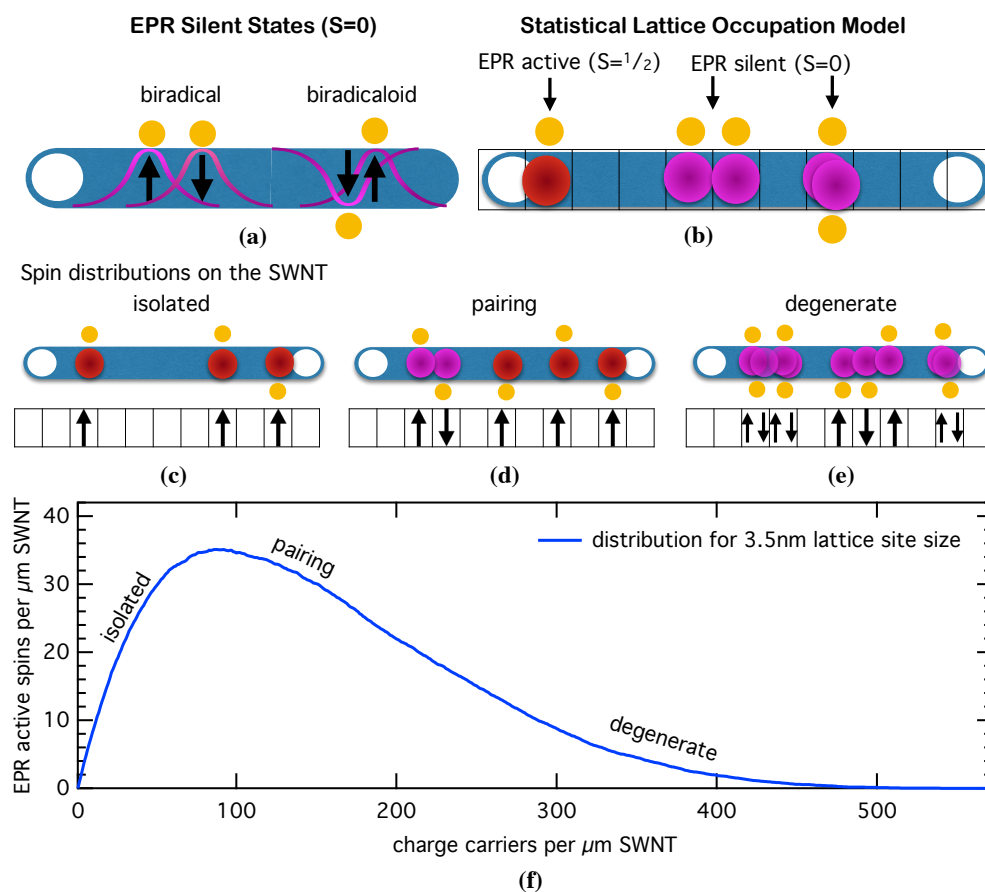 EPR Silent States (S=0)
Statistical Lattice Occupation Model
biradical
biradicaloid
EPR active (S=¹/₂)
EPR silent (S=0)
(a)
(b)
Spin distributions on the SWNT
isolated
pairing
degenerate
(c)
(d)
(e)
EPR active spins per µm SWNT
40
30
20
10
0
isolated
pairing
degenerate
distribution for 3.5nm lattice site size
0
100
200
300
400
500
charge carriers per µm SWNT
(f)